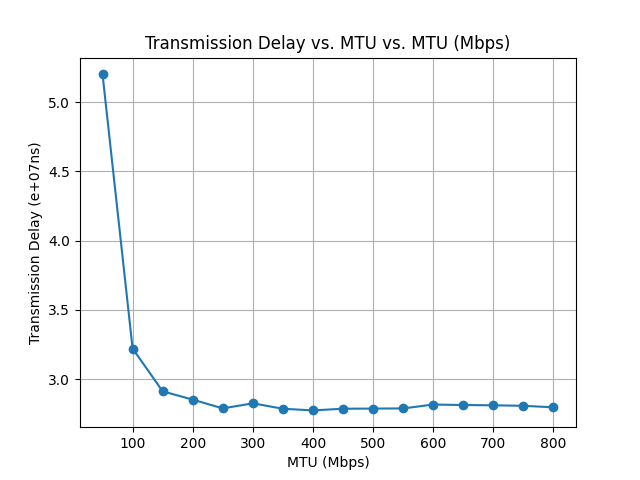 Transmission Delay vs. MTU vs. MTU (Mbps)
Transmission Delay (e+07ns)
5.0
4.5
4.0
3.5
3.0
100 200 300 400 500 600 700 800
MTU (Mbps)